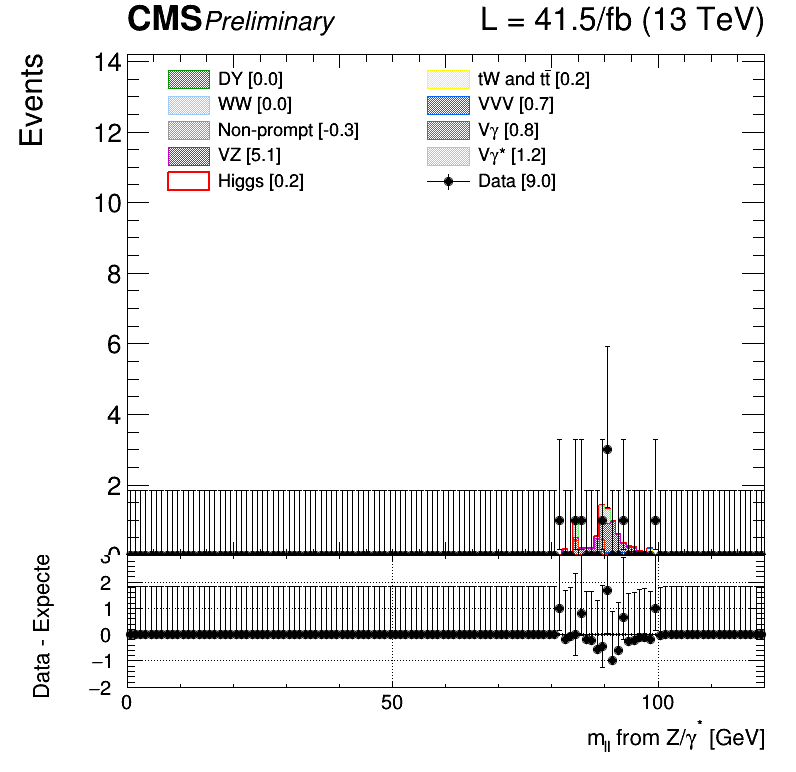 CMS Preliminary L = 41.5/fb (13 TeV)
Events
14
12
10
8
6
4
2
0
DY [0.0]
WW [0.0]
Non-prompt [-0.3]
VZ [5.1]
Higgs [0.2]
tW and tt̄ [0.2]
VVV [0.7]
Vγ [0.8]
Vγ* [1.2]
Data [9.0]
Data - Expecte
3
2
1
0
−1
−2
0 50 100
m_ll from Z/γ* [GeV]